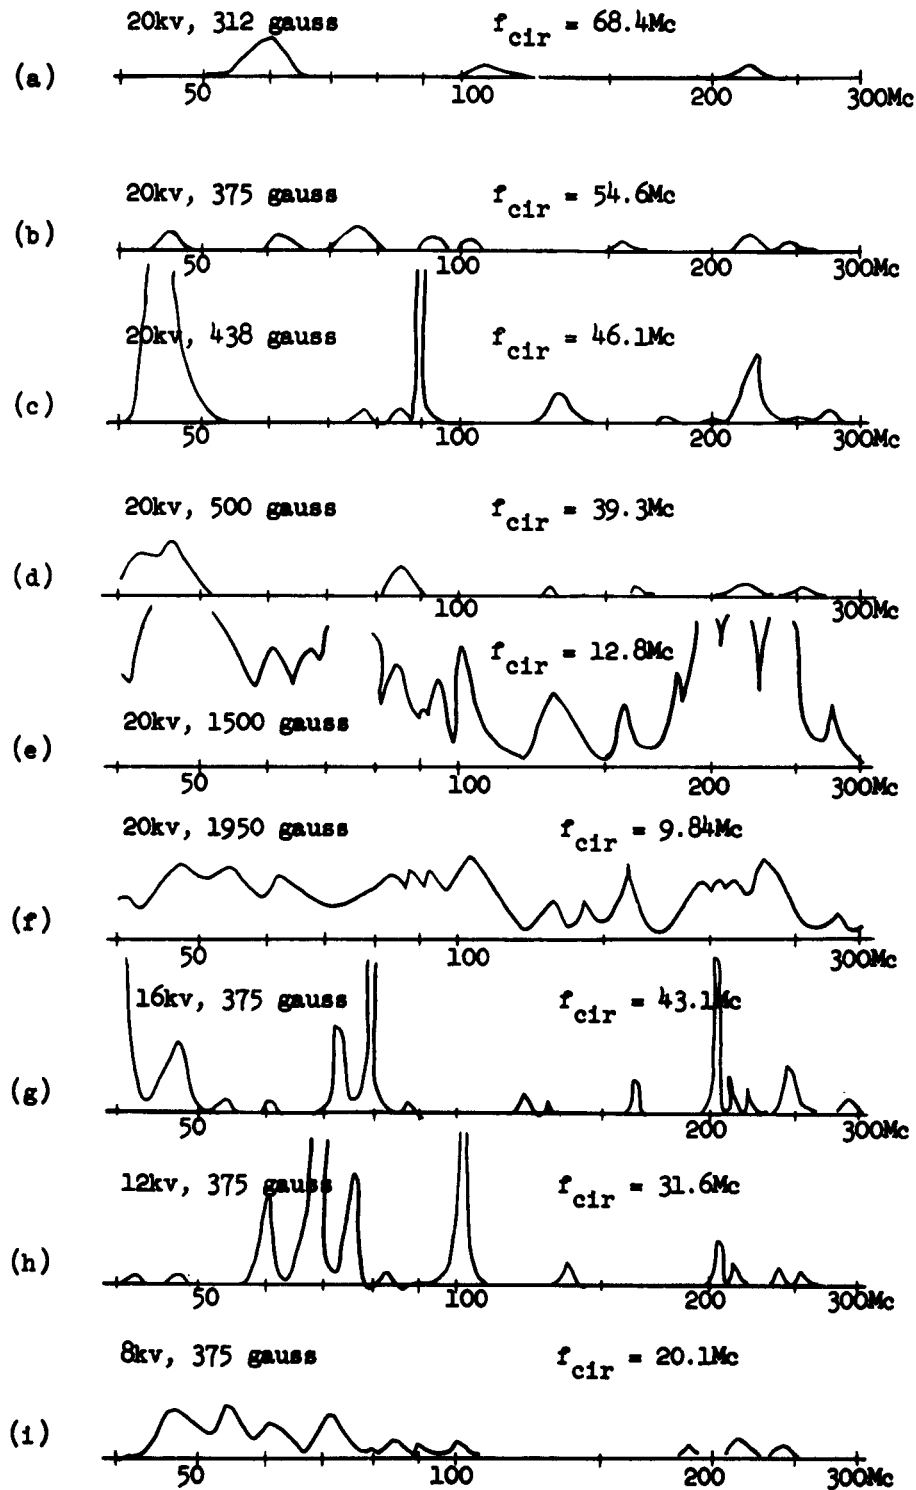 20kv, 312 gauss f_cir = 68.4Mc
(a)
50 100 200 300Mc
20kv, 375 gauss f_cir = 54.6Mc
(b)
50 100 200 300Mc
20kv, 438 gauss f_cir = 46.1Mc
(c)
50 100 200 300Mc
20kv, 500 gauss f_cir = 39.3Mc
(d)
100 300Mc
f_cir = 12.8Mc
20kv, 1500 gauss
(e)
50 100 200 300Mc
20kv, 1950 gauss f_cir = 9.84Mc
(f)
50 100 300Mc
16kv, 375 gauss f_cir = 43.1Mc
(g)
50 200 300Mc
12kv, 375 gauss f_cir = 31.6Mc
(h)
50 100 200 300Mc
8kv, 375 gauss f_cir = 20.1Mc
(i)
50 100 200 300Mc